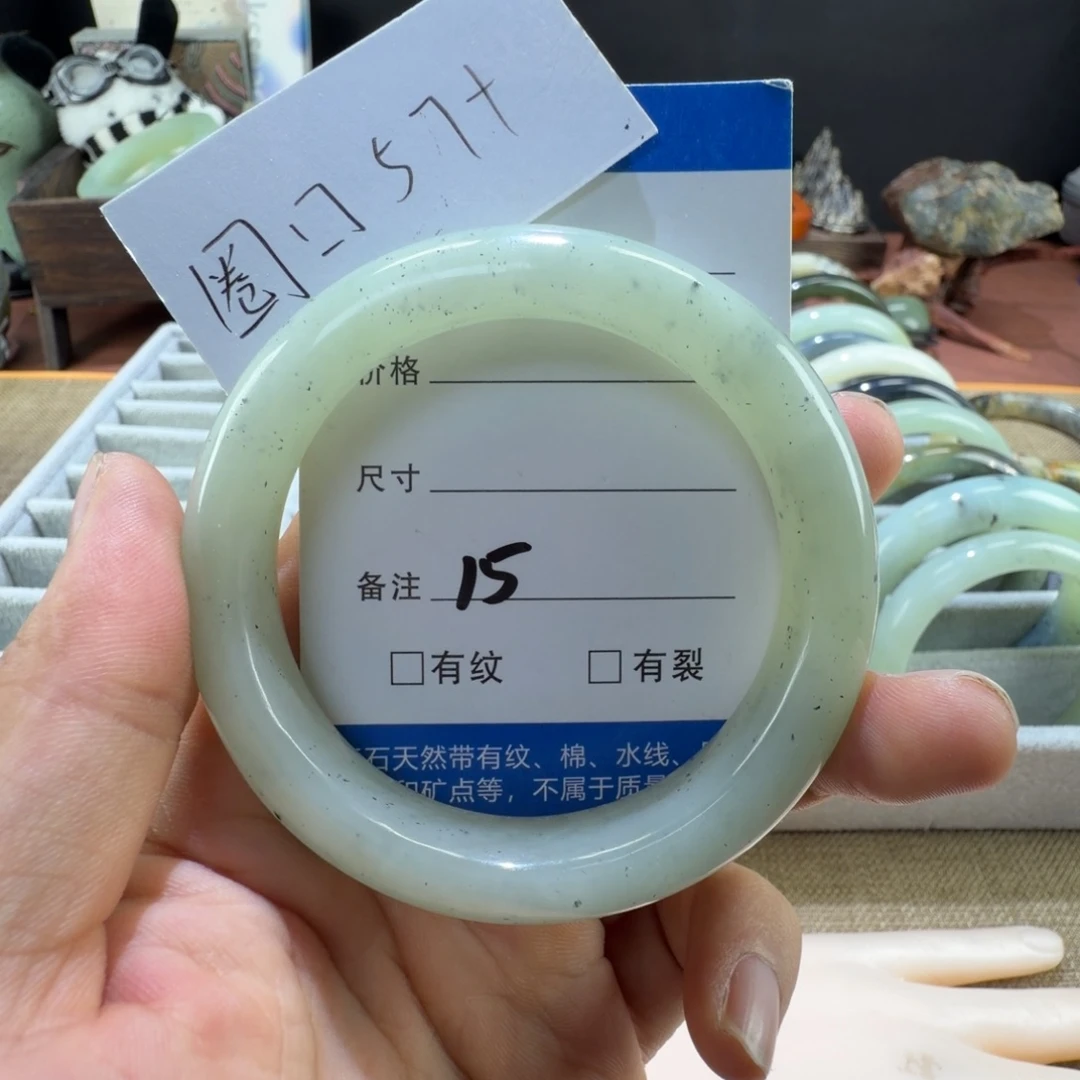 圈口57+
价格
尺寸
备注 15
□有纹 □有裂
石天然带有纹、棉、水线、
矿点等，不属于质量